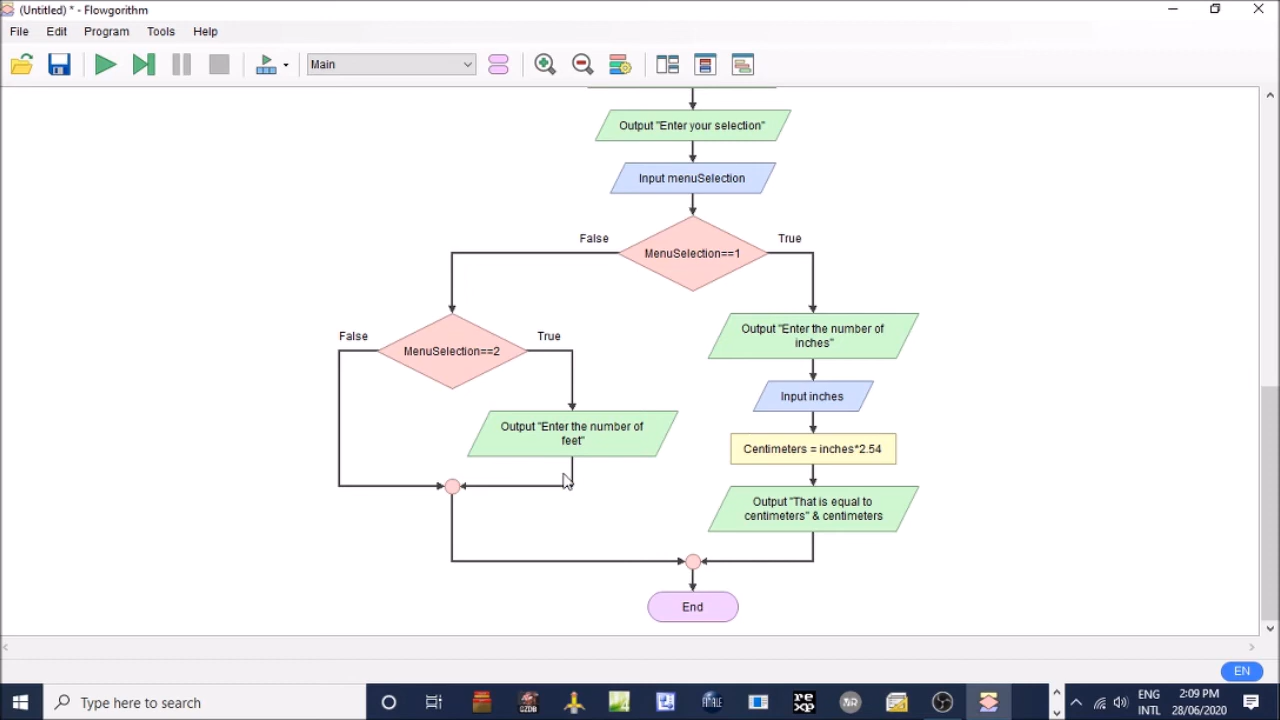 (Untitled) * - Flowgorithm
File Edit Program Tools Help
Main
Output "Enter your selection"
Input menuSelection
False
True
MenuSelection==1
False
True
MenuSelection==2
Output "Enter the number of
inches"
Input inches
Output "Enter the number of
feet"
Centimeters = inches*2.54
Output "That is equal to
centimeters" & centimeters
End
EN
Type here to search
GZDB
rexp
ENG
INTL
2:09 PM
28/06/2020